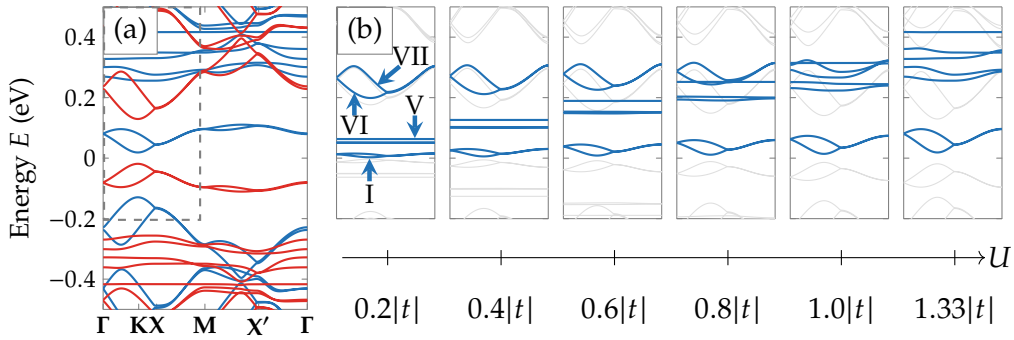 (a)
(b)
Energy E (eV)
0.4
0.2
0
−0.2
−0.4
Γ K X M X′ Γ
VII
V
VI
I
U
0.2|t| 0.4|t| 0.6|t| 0.8|t| 1.0|t| 1.33|t|